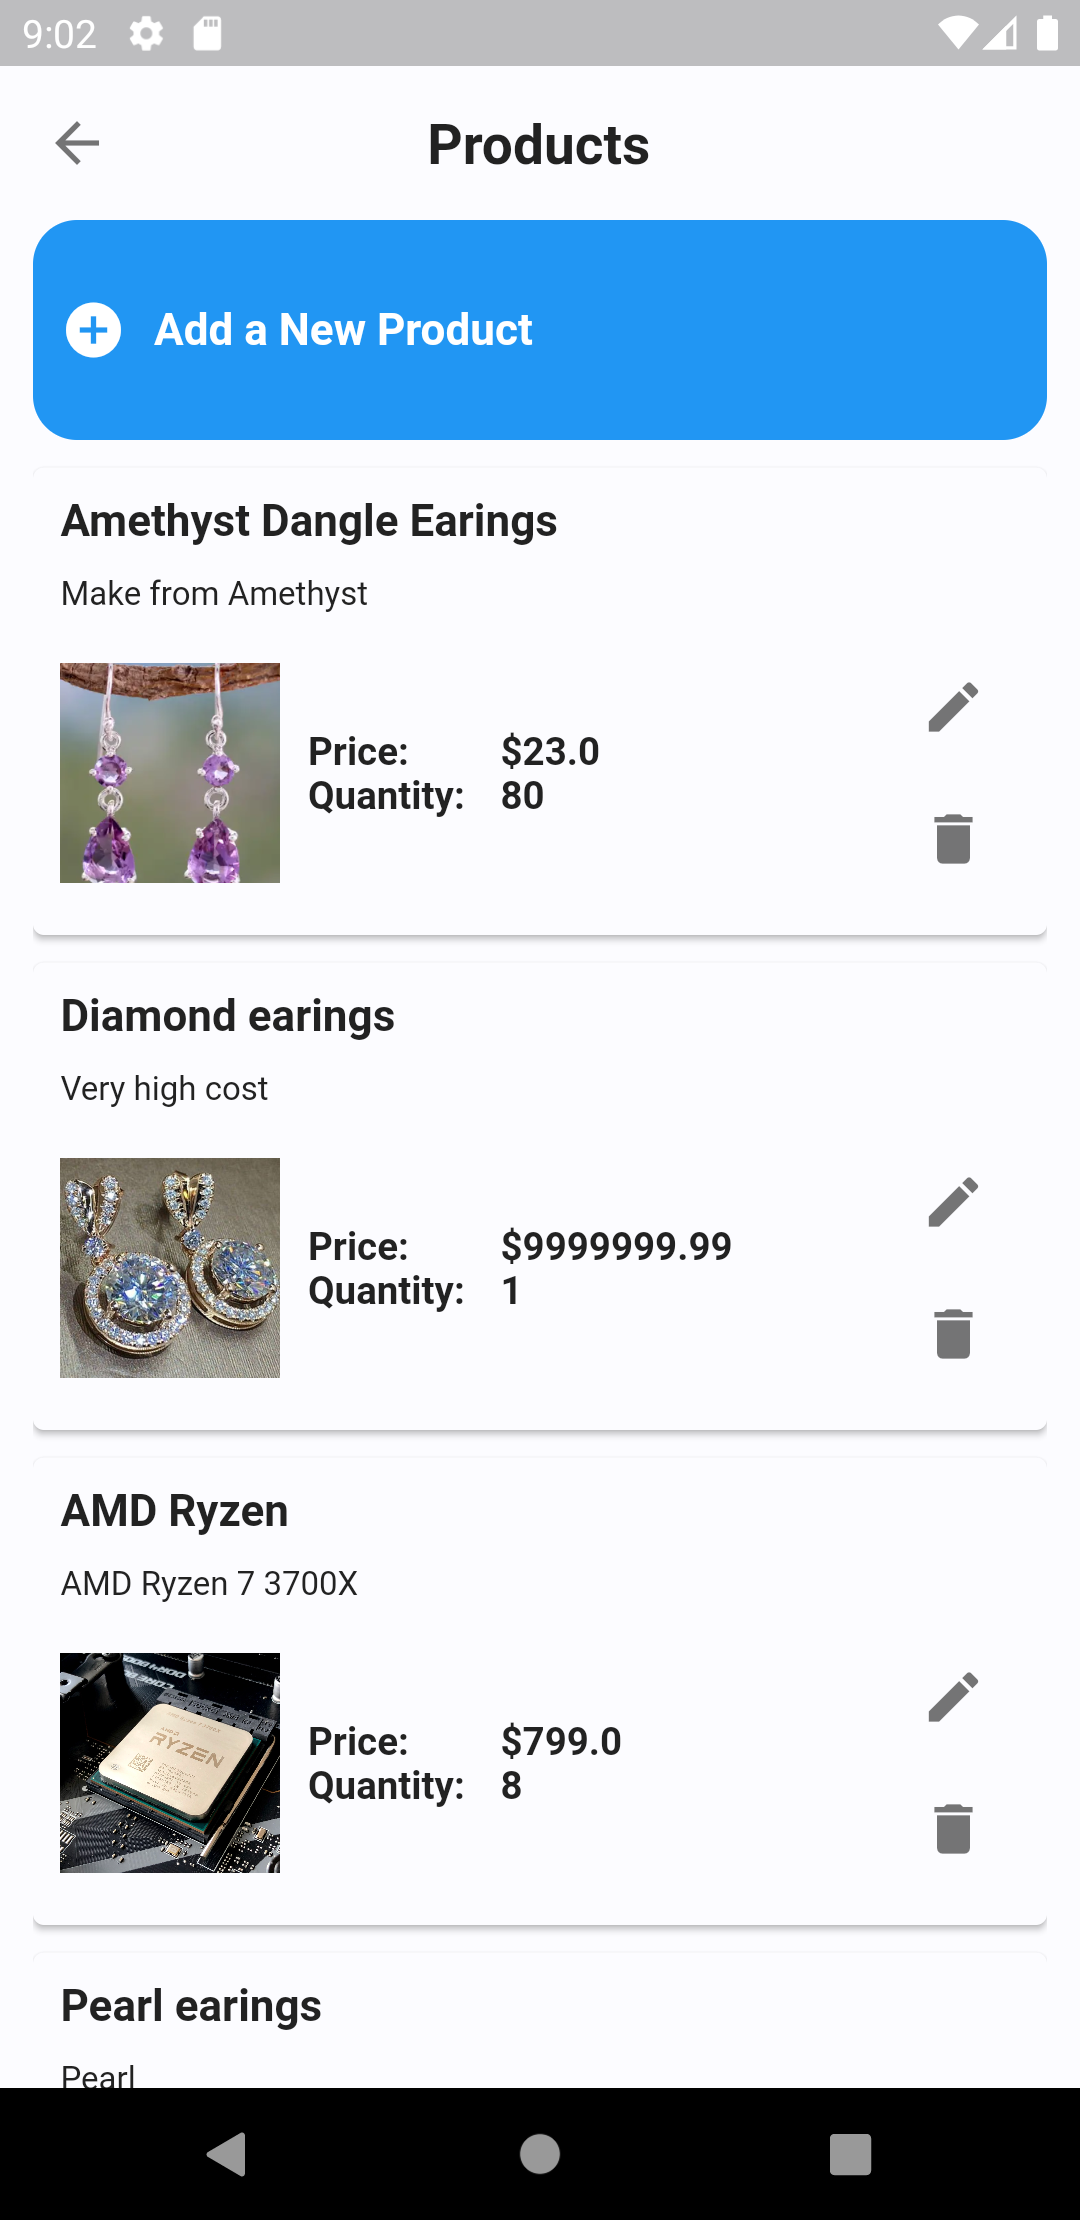 9:02
Products
Add a New Product
Amethyst Dangle Earings
Make from Amethyst
Price: $23.0
Quantity: 80
Diamond earings
Very high cost
Price: $9999999.99
Quantity: 1
AMD Ryzen
AMD Ryzen 7 3700X
RYZEN
Price: $799.0
Quantity: 8
Pearl earings
Pearl